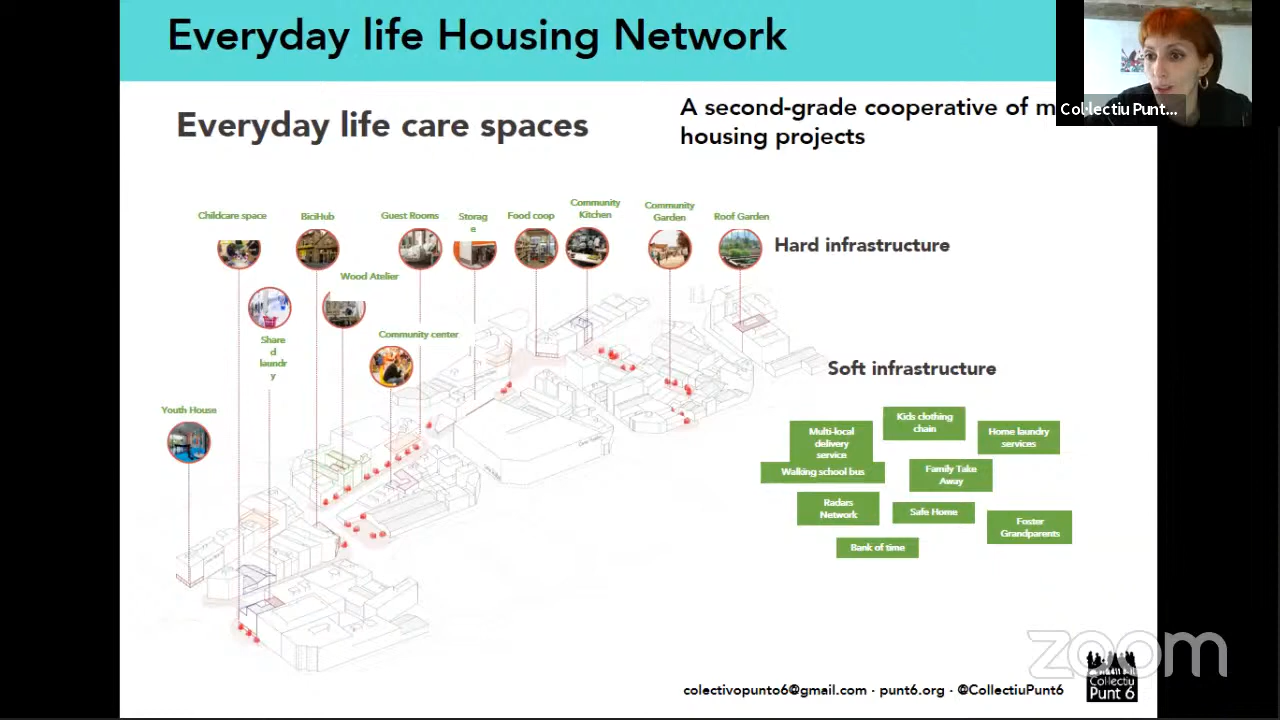 Everyday life Housing Network
Everyday life care spaces
A second-grade cooperative of m
housing projects
Col·lectiu Punt...
Childcare space
BiciHub
Guest Rooms
Storag
e
Food coop
Community
Kitchen
Community
Garden
Roof Garden
Hard infrastructure
Wood Atelier
Share
d
laundr
y
Community center
Soft infrastructure
Youth House
Kids clothing
chain
Multi-local
delivery
service
Home laundry
services
Walking school bus
Family Take
Away
Radars
Network
Safe Home
Foster
Grandparents
Bank of time
zoom
Col·lectiu
Punt 6
colectivopunto6@gmail.com · punt6.org · @CollectiuPunt6